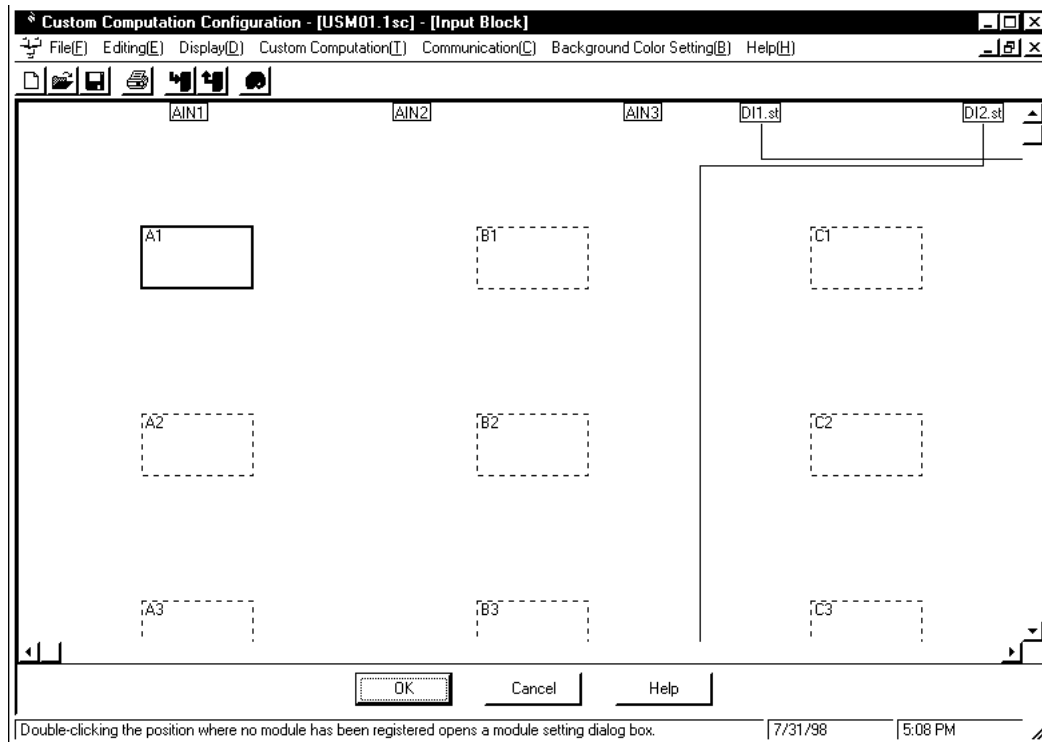 Custom Computation Configuration - [USM01.1sc] - [Input Block]
File(F) Editing(E) Display(D) Custom Computation(T) Communication(C) Background Color Setting(B) Help(H)
AIN1 AIN2 AIN3 DI1.st DI2.st
A1 B1 C1
A2 B2 C2
A3 B3 C3
OK Cancel Help
Double-clicking the position where no module has been registered opens a module setting dialog box. 7/31/98 5:08 PM